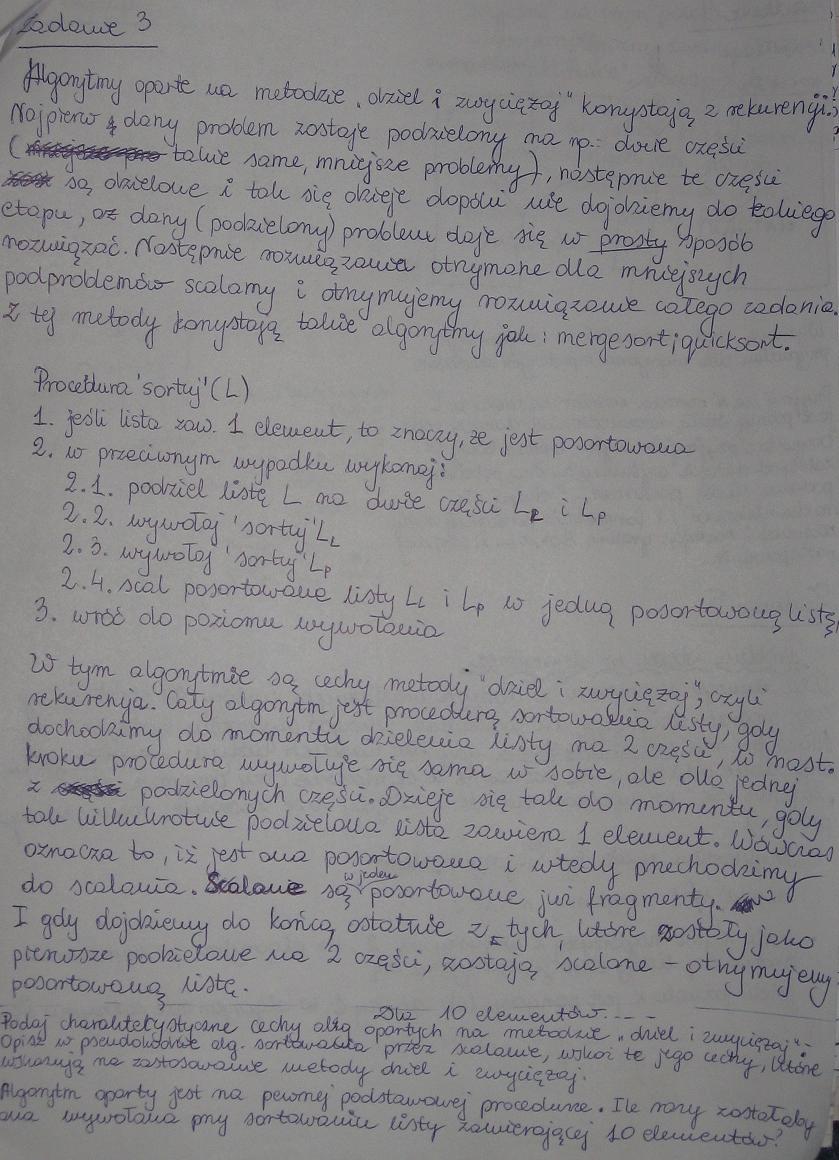 Zadanie 3
Algorytmy oparte na metodzie „dziel i zwyciężaj" korzystają z rekurencji.
Najpierw dany problem zostaje podzielony na np.: dwie części
( takie same, mniejsze problemy), następnie te części
są dzielone i tak się dzieje dopóki nie dojdziemy do takiego
etapu, aż dany (podzielony) problem daje się w prosty sposób
rozwiązać. Następnie rozwiązania otrzymane dla mniejszych
podproblemów scalamy i otrzymujemy rozwiązanie całego zadania.
Z tej metody korzystają takie algorytmy jak: mergesort i quicksort.
Procedura 'sortuj' (L)
1. jeśli lista zaw. 1 element, to znaczy, że jest posortowana
2. w przeciwnym wypadku wykonaj:
2.1. podziel listę L na dwie części LL i LP
2.2. wywołaj 'sortuj' LL
2.3. wywołaj 'sortuj' LP
2.4. scal posortowane listy LL i LP w jedną posortowaną listę
3. wróć do poziomu wywołania
W tym algorytmie są cechy metody "dziel i zwyciężaj", czyli
rekurencja. Cały algorytm jest procedurą sortowania listy, gdy
dochodzimy do momentu dzielenia listy na 2 części, w nast.
kroku procedura wywołuje się sama w sobie, ale dla jednej
z podzielonych części. Dzieje się tak do momentu, gdy
tak kilkukrotnie podzielona lista zawiera 1 element. Wówczas
oznacza to, iż jest ona posortowana i wtedy przechodzimy
do scalania. Scalanie są w jeden posortowane już fragmenty.
I gdy dojdziemy do końca, ostatnie z tych, które zostały jako
pierwsze podzielone na 2 części, zostają scalone – otrzymujemy
posortowaną listę.
Dla 10 elementów....
Podaj charakterystyczne cechy alg. opartych na metodzie „dziel i zwyciężaj".
Opisz w pseudokodzie alg. sortowania przez scalanie, wskaż te jego cechy, które
wskazują na zastosowanie metody dziel i zwyciężaj.
Algorytm oparty jest na pewnej podstawowej procedurze. Ile razy zostałaby
ona wywołana przy sortowaniu listy zawierającej 10 elementów?